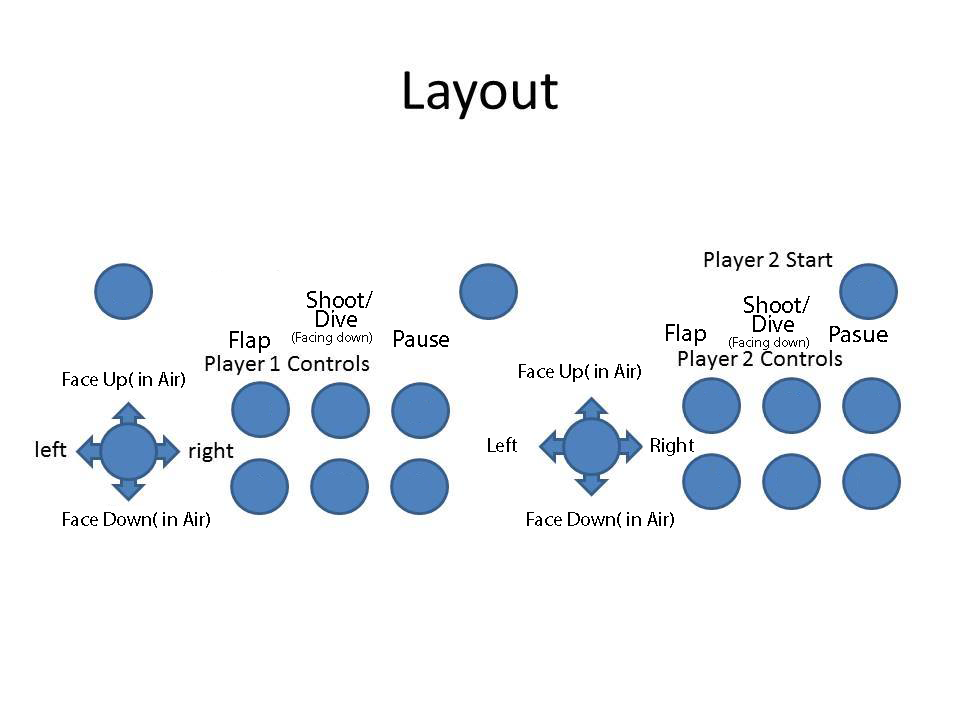 Layout
Player 2 Start
Shoot/
Dive
(Facing down)
Flap
Pause
Player 1 Controls
Face Up( in Air)
left
right
Face Down( in Air)
Shoot/
Dive
(Facing down)
Flap
Pasue
Player 2 Controls
Face Up( in Air)
Left
Right
Face Down( in Air)